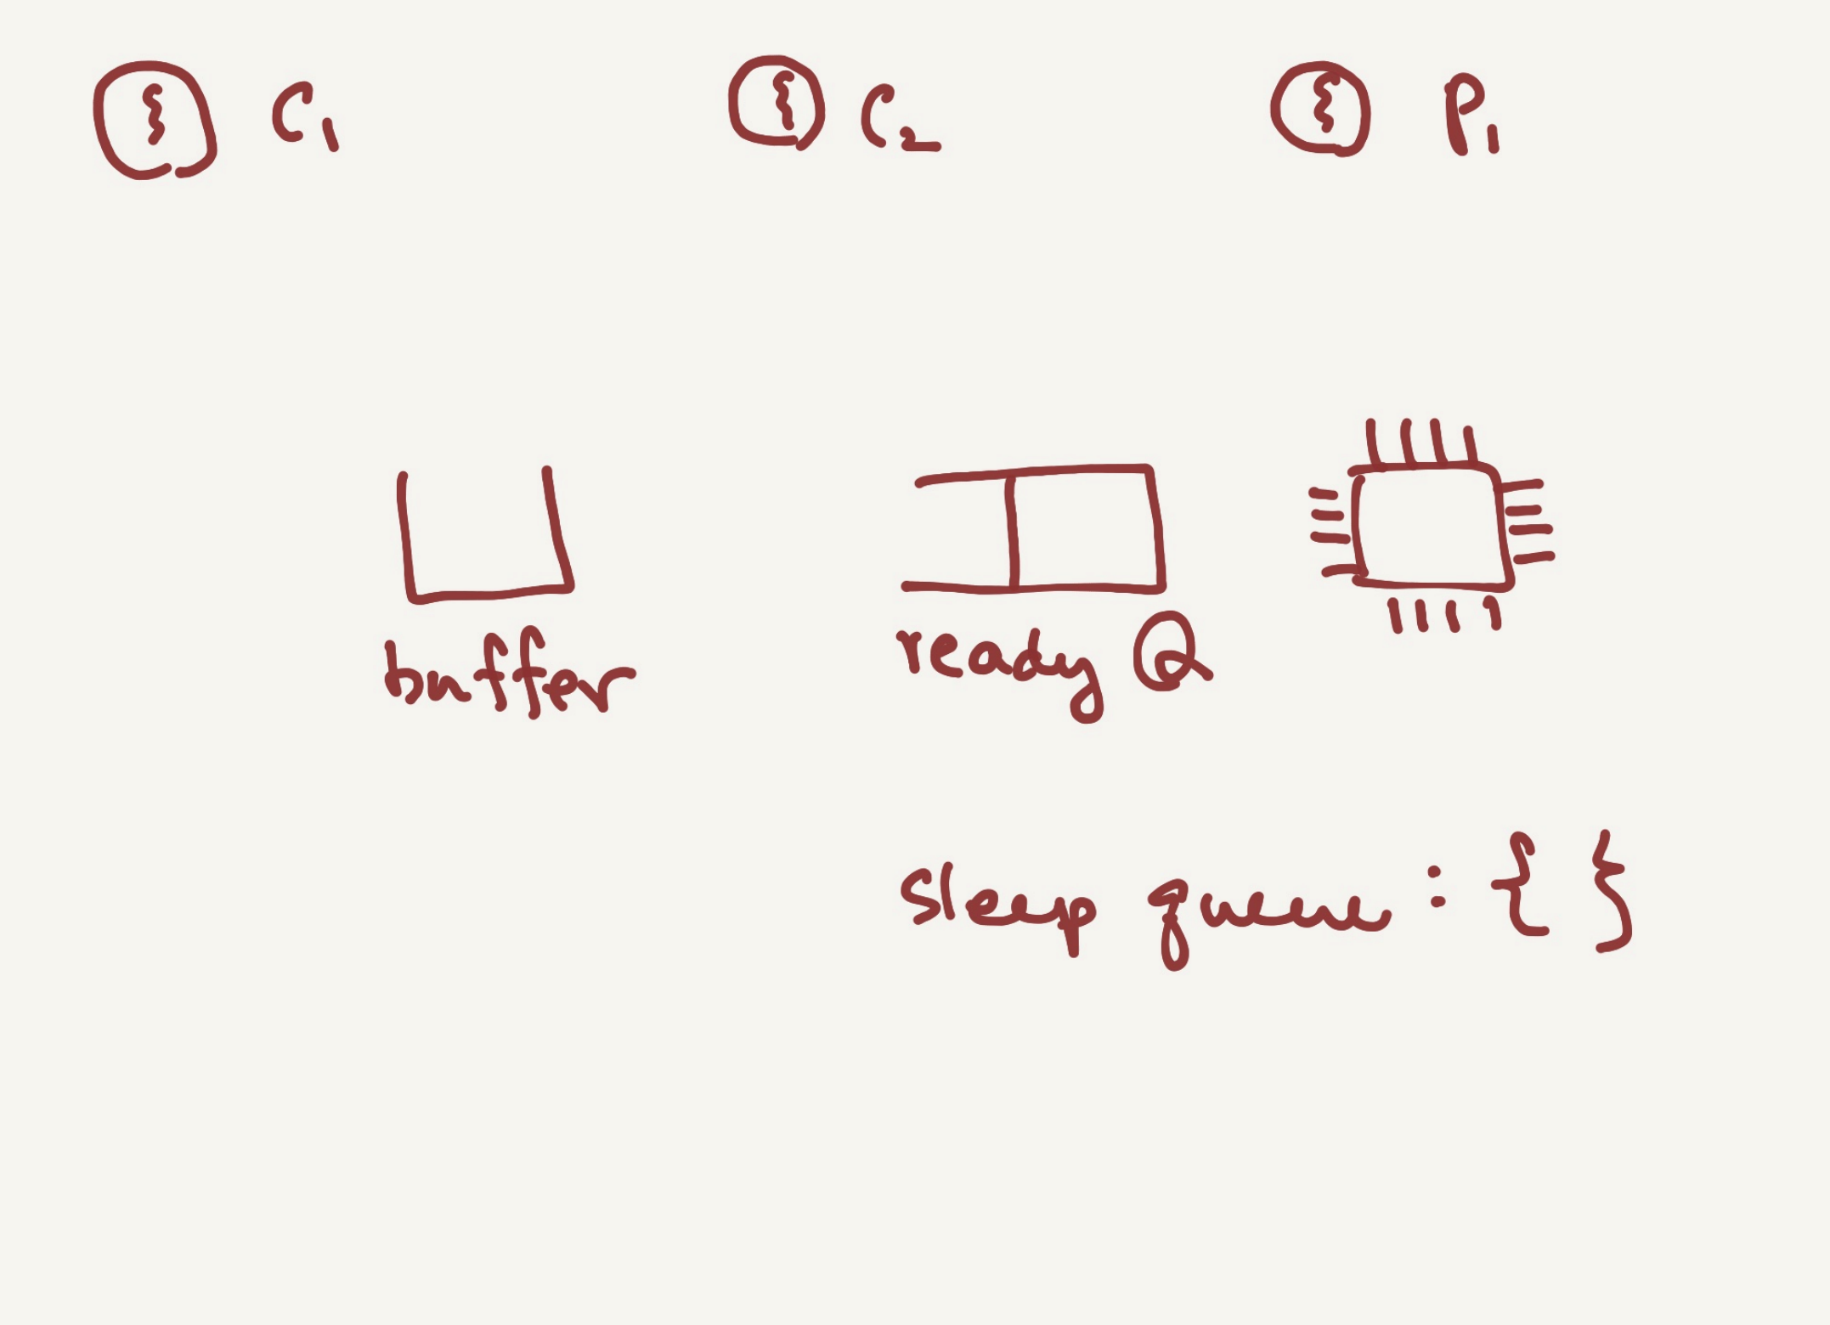 C1 C2 P1
buffer
ready Q
sleep queue : { }